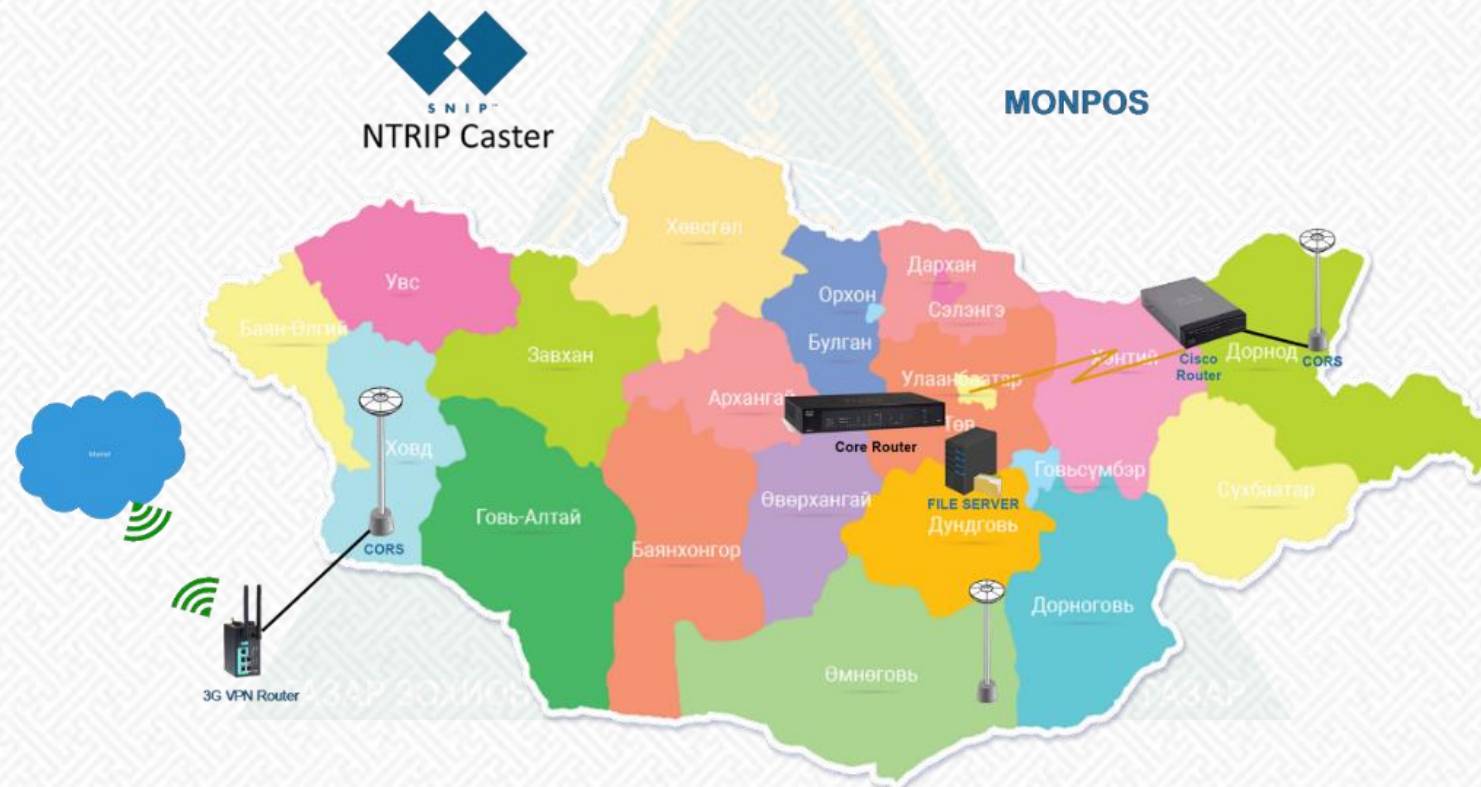 SNIP™
NTRIP Caster
MONPOS
Хөвсгөл
Увс
Дархан
Орхон
Сэлэнгэ
Баян-Өлгий
Завхан
Булган
Хэнтий
Cisco
Router
Дорнод
CORS
Улаанбаатар
Архангай
Төв
Core Router
Ховд
Говьсүмбэр
Сүхбаатар
Өвөрхангай
FILE SERVER
Говь-Алтай
Дундговь
CORS
Баянхонгор
Дорноговь
Өмнөговь
3G VPN Router
ГАЗАР